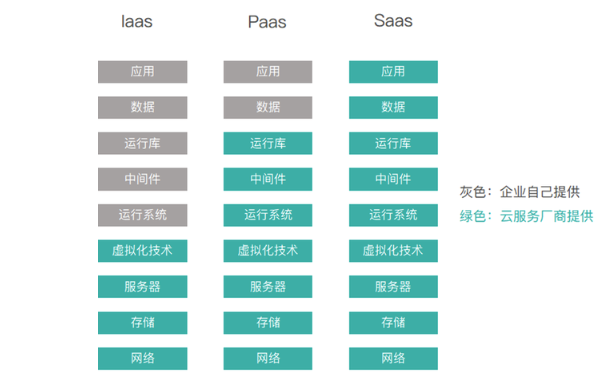 Iaas Paas Saas
应用 应用 应用
数据 数据 数据
运行库 运行库 运行库
中间件 中间件 中间件
运行系统 运行系统 运行系统
虚拟化技术 虚拟化技术 虚拟化技术
服务器 服务器 服务器
存储 存储 存储
网络 网络 网络
灰色：企业自己提供
绿色：云服务厂商提供